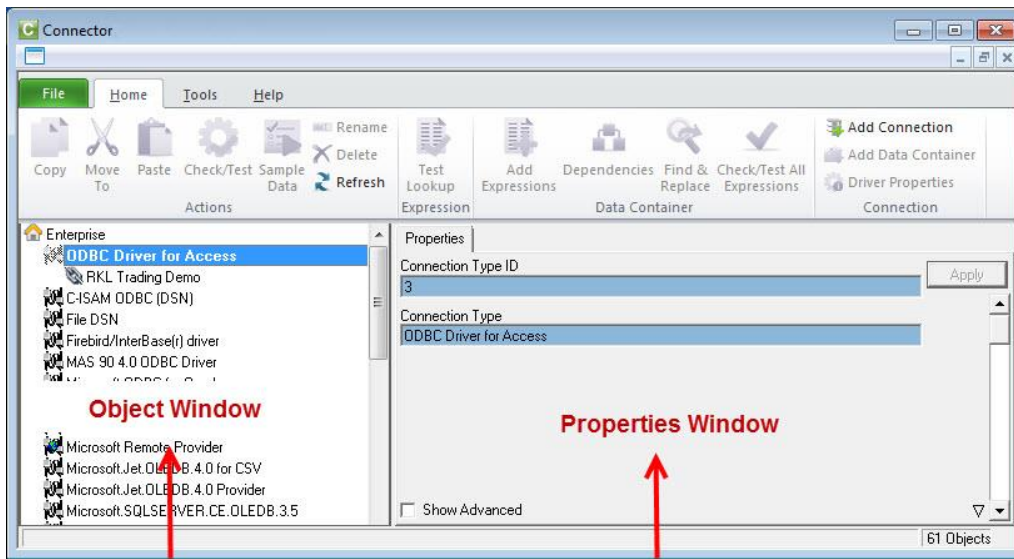 Connector
File Home Tools Help
Copy
Move To
Paste
Check/Test
Sample Data
Rename
Delete
Refresh
Actions
Test Lookup
Expression
Add Expressions
Dependencies
Find & Replace
Check/Test All Expressions
Data Container
Add Connection
Add Data Container
Driver Properties
Connection
Enterprise
ODBC Driver for Access
RKL Trading Demo
C-ISAM ODBC (DSN)
File DSN
Firebird/InterBase(r) driver
MAS 90 4.0 ODBC Driver
Object Window
Microsoft Remote Provider
Microsoft.Jet.OLEDB.4.0 for CSV
Microsoft.Jet.OLEDB.4.0 Provider
Microsoft.SQLSERVER.CE.OLEDB.3.5
Properties
Connection Type ID
3
Apply
Connection Type
ODBC Driver for Access
Properties Window
Show Advanced
61 Objects